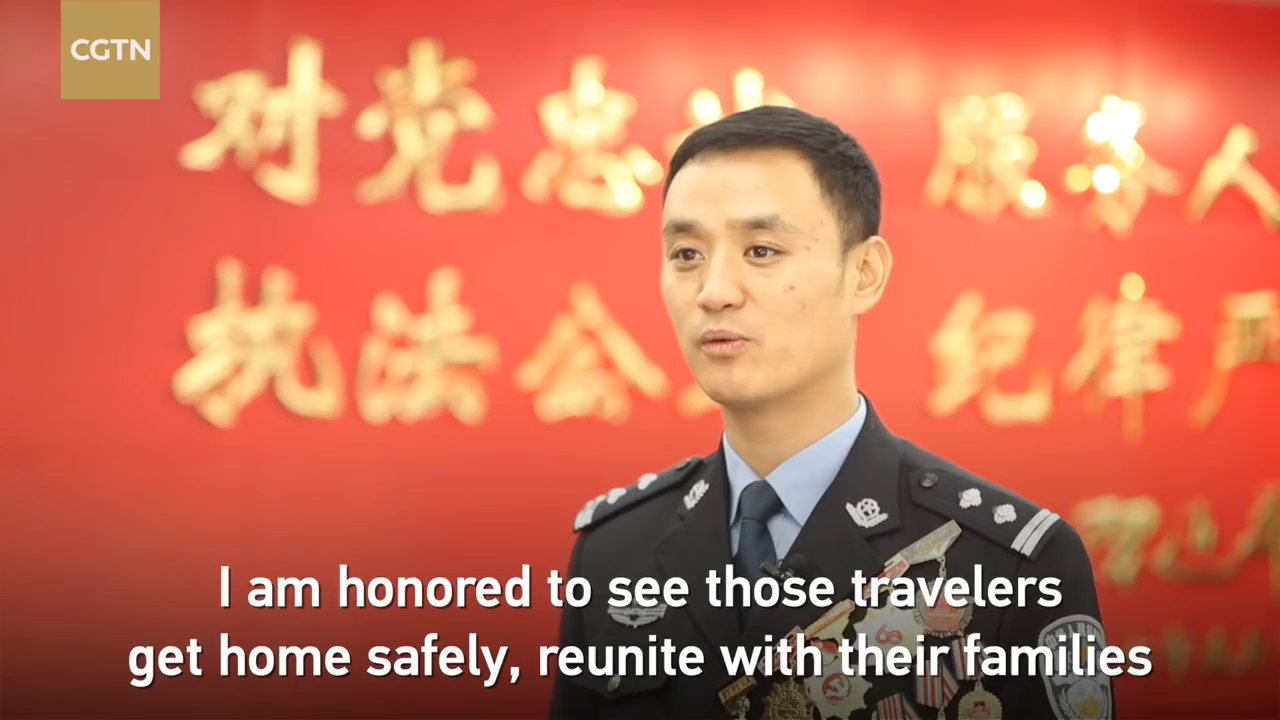 CGTN
对党忠 服务人
执法公 纪律严
I am honored to see those travelers
get home safely, reunite with their families